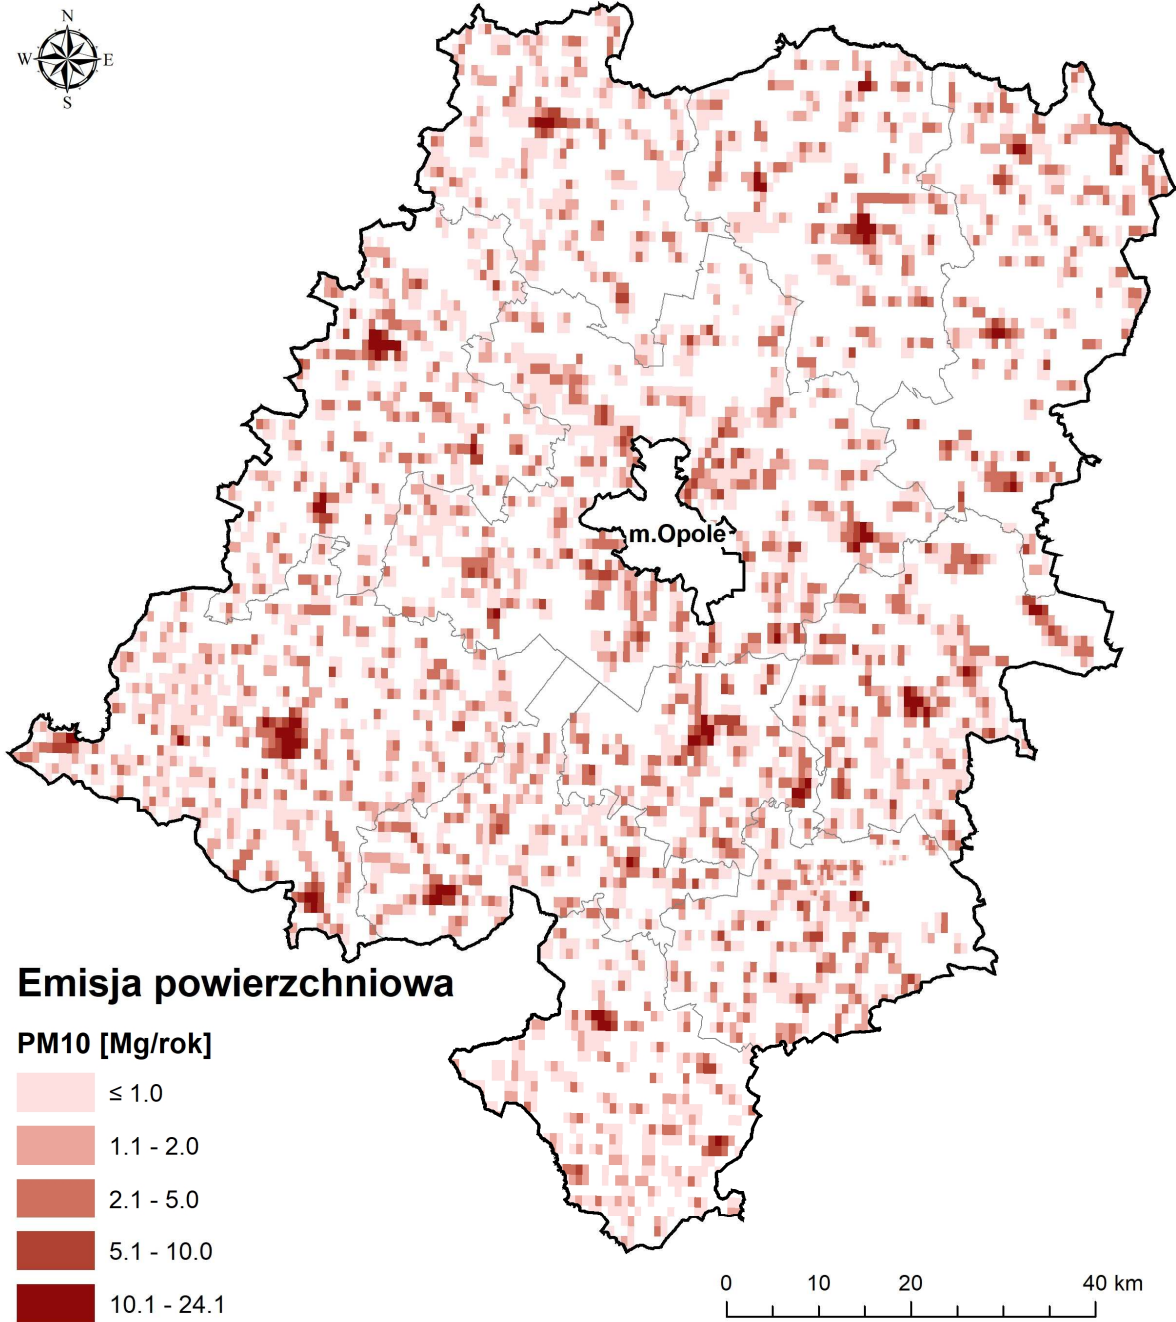 N
W E
S
m.Opole
Emisja powierzchniowa
PM10 [Mg/rok]
≤ 1.0
1.1 - 2.0
2.1 - 5.0
5.1 - 10.0
10.1 - 24.1
0 10 20 40 km